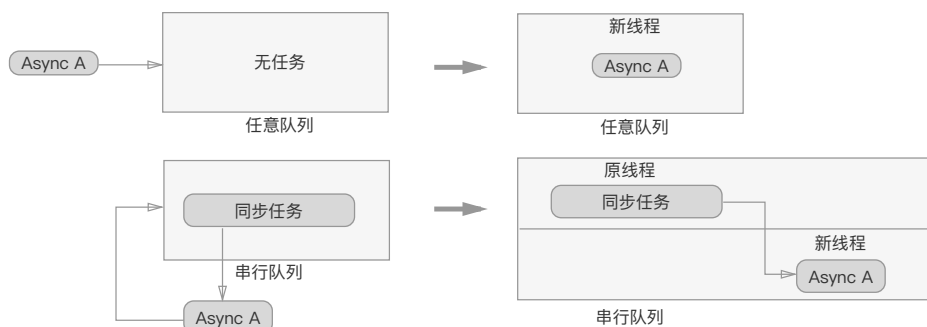 Async A
无任务
任意队列
新线程
Async A
任意队列
同步任务
串行队列
Async A
原线程
同步任务
新线程
Async A
串行队列